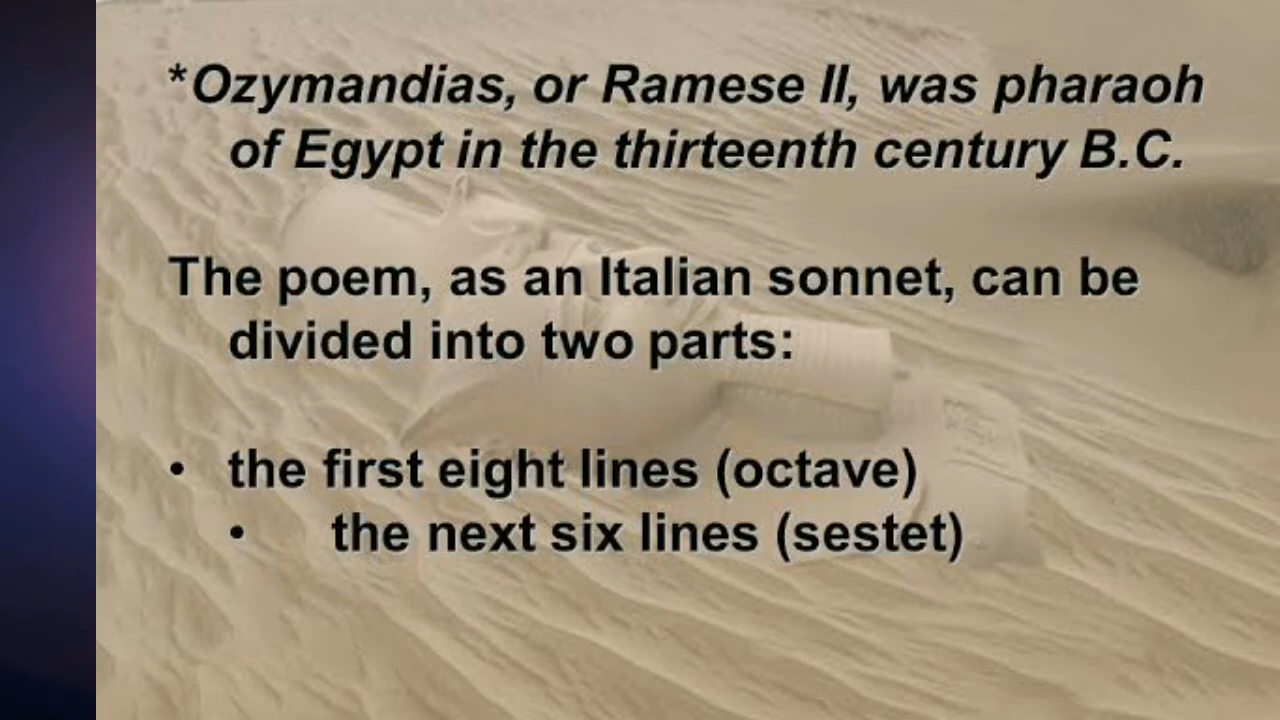 *Ozymandias, or Ramese II, was pharaoh
of Egypt in the thirteenth century B.C.
The poem, as an Italian sonnet, can be
divided into two parts:
• the first eight lines (octave)
• the next six lines (sestet)